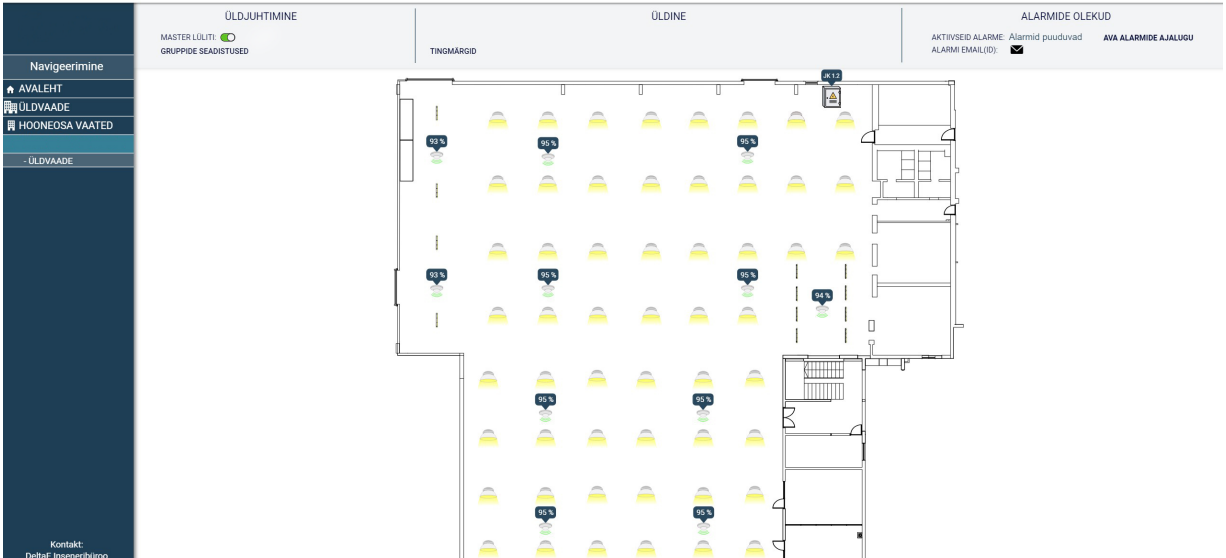 ÜLDJUHTIMINE
MASTER LÜLITI:
GRUPPIDE SEADISTUSED
ÜLDINE
TINGMÄRGID
ALARMIDE OLEKUD
AKTIIVSEID ALARME: Alarmid puuduvad
AVA ALARMIDE AJALUGU
ALARMI EMAIL(ID):
Navigeerimine
AVALEHT
ÜLDVAADE
HOONEOSA VAATED
- ÜLDVAADE
Kontakt:
DeltaE Inseneribüroo
JK 1.2
93 %
95 %
95 %
93 %
95 %
95 %
94 %
95 %
95 %
95 %
95 %